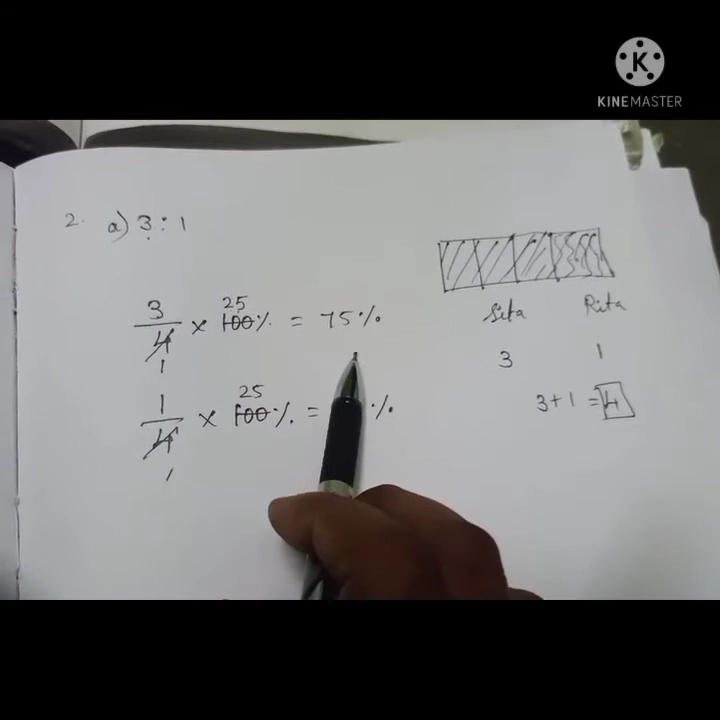 KINEMASTER
2. a) 3 : 1
3/4 × 100% = 75%
25
1
1/4 × 100% = %
25
1
Sita Rita
3 1
3+1 = 4